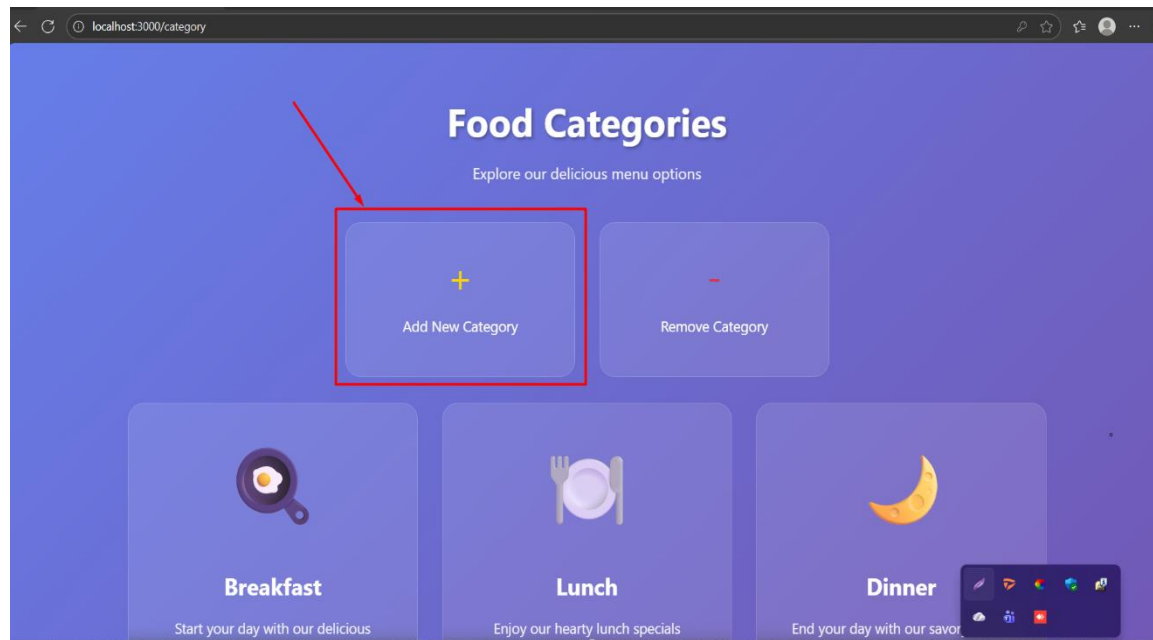 localhost:3000/category
Food Categories
Explore our delicious menu options
+
-
Add New Category
Remove Category
Breakfast
Lunch
Dinner
Start your day with our delicious
Enjoy our hearty lunch specials
End your day with our